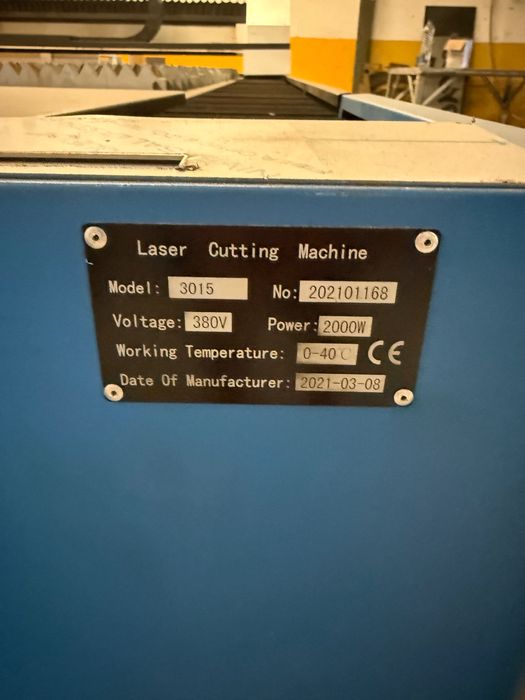 Laser Cutting Machine
Model: 3015 No: 202101168
Voltage: 380V Power: 2000W
Working Temperature: 0-40℃ CE
Date Of Manufacturer: 2021-03-08